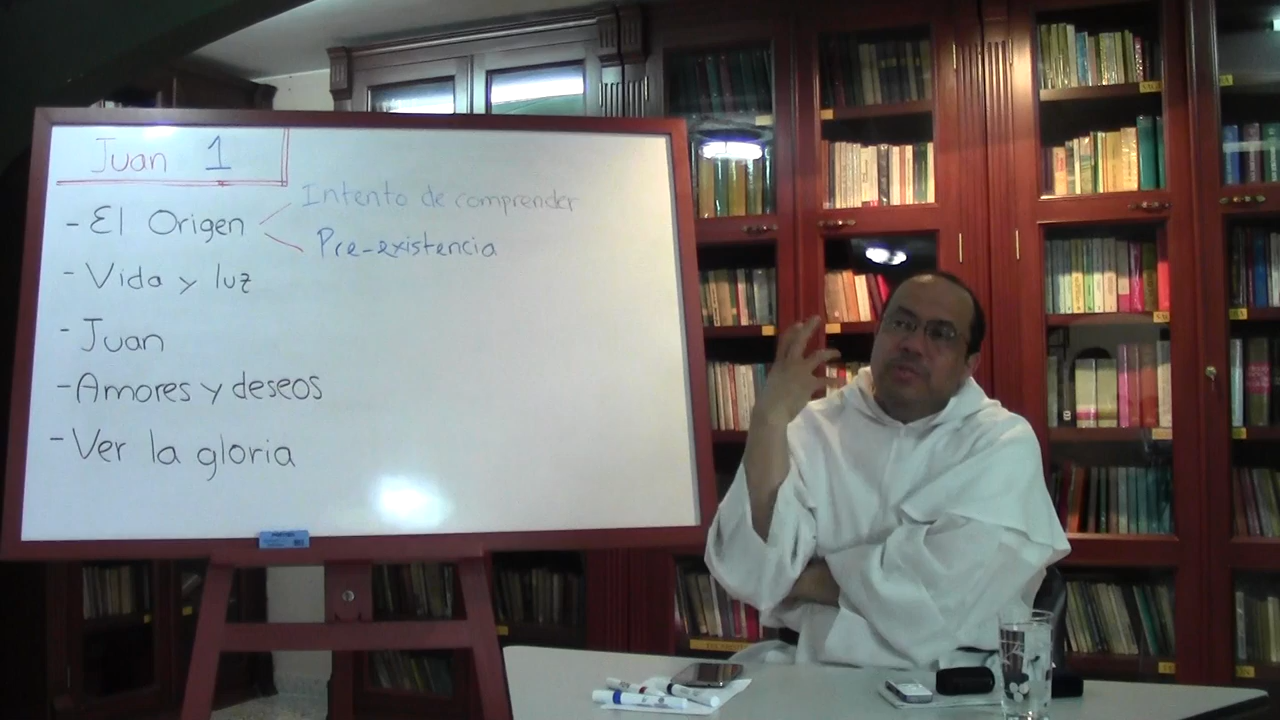 Juan 1
Intento de comprender
- El Origen
Pre-existencia
- Vida y luz
- Juan
- Amores y deseos
- Ver la gloria